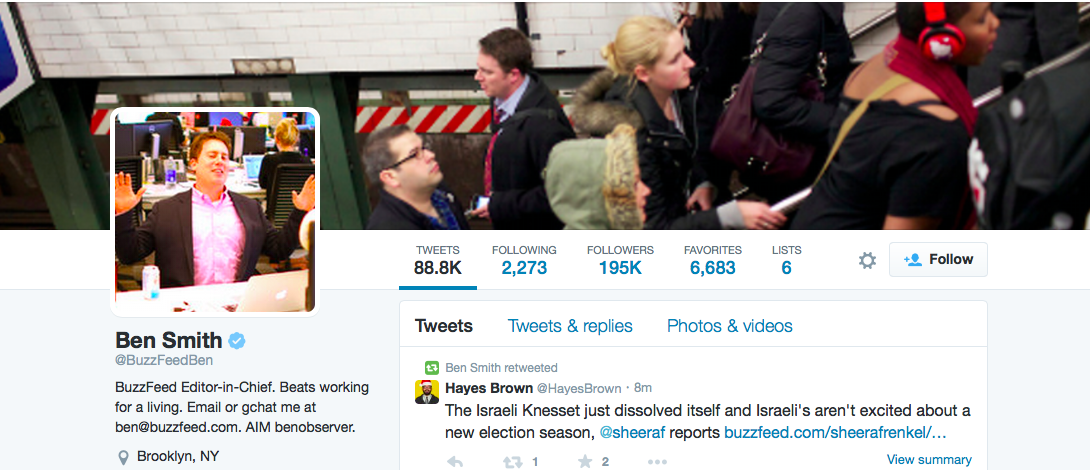 TWEETS
88.8K
FOLLOWING
2,273
FOLLOWERS
195K
FAVORITES
6,683
LISTS
6
Follow
Ben Smith
@BuzzFeedBen
BuzzFeed Editor-in-Chief. Beats working
for a living. Email or gchat me at
ben@buzzfeed.com. AIM benobserver.
Brooklyn, NY
Tweets Tweets & replies Photos & videos
Ben Smith retweeted
Hayes Brown @HayesBrown · 8m
The Israeli Knesset just dissolved itself and Israeli's aren't excited about a
new election season, @sheeraf reports buzzfeed.com/sheerafrenkel/…
1 2 View summary